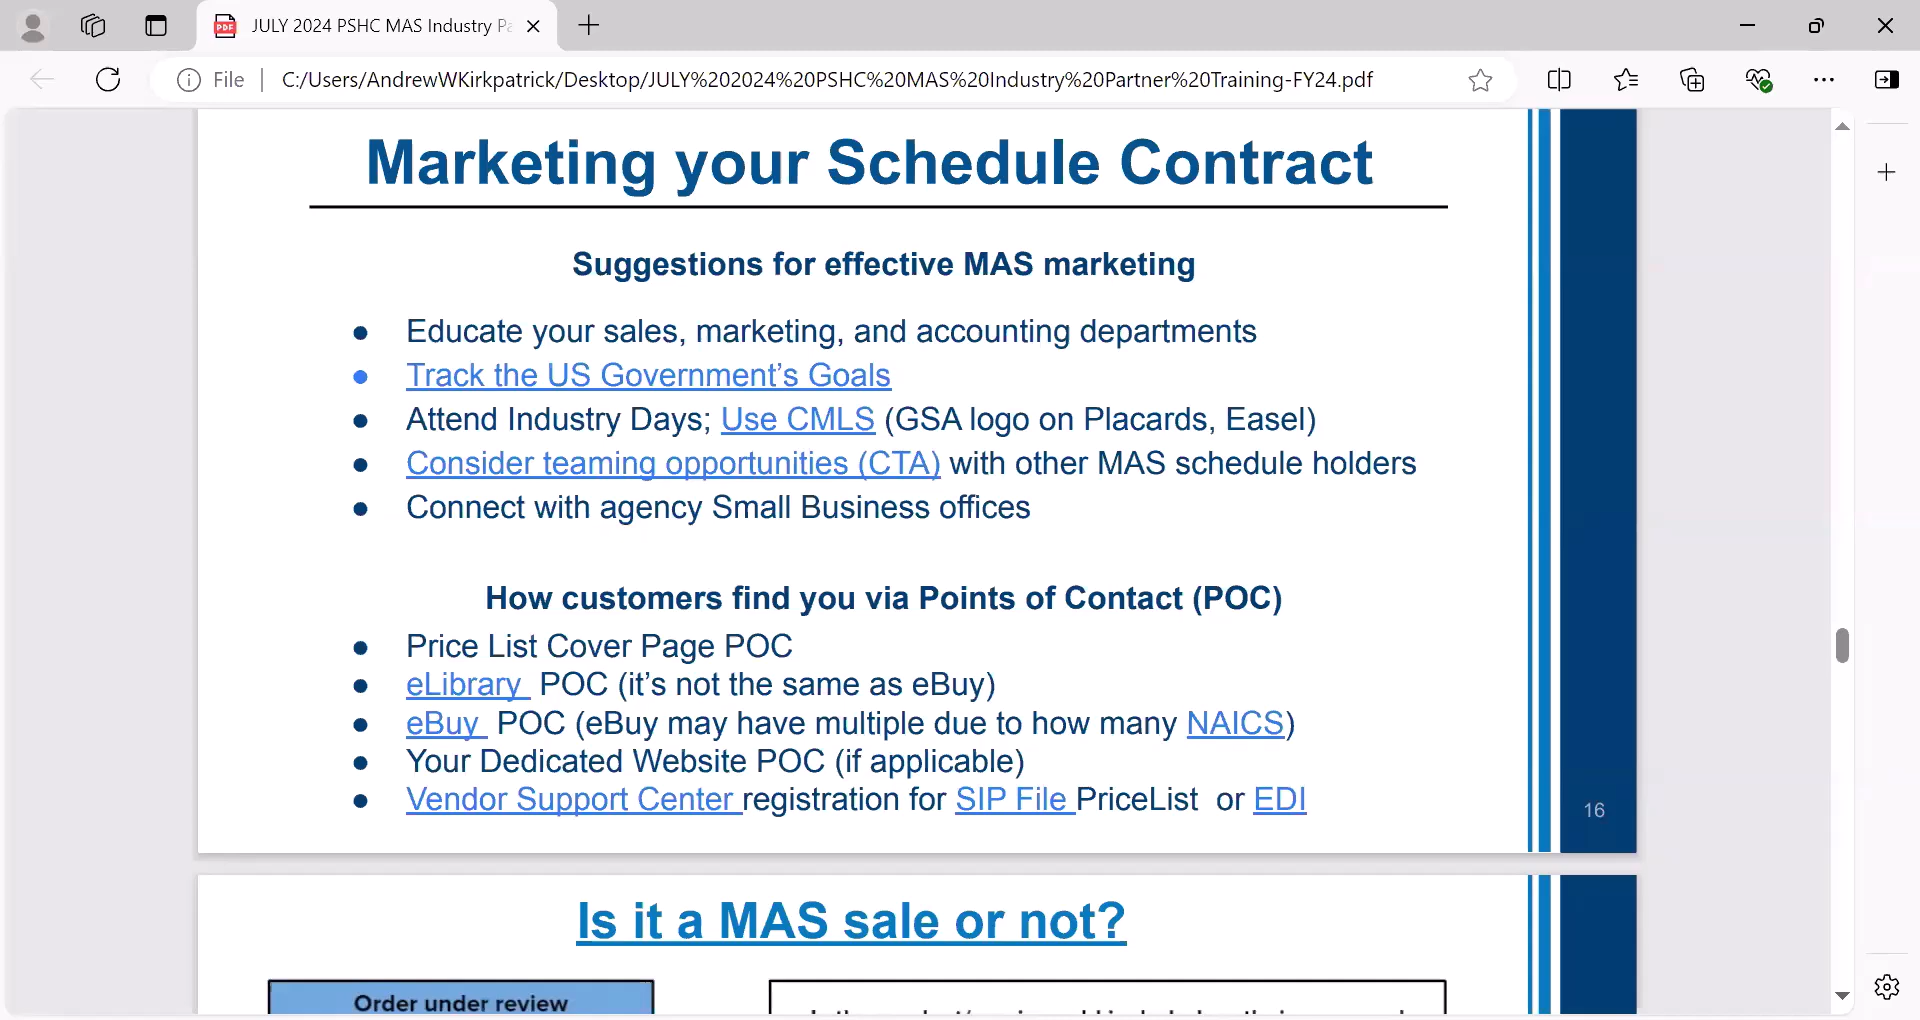 JULY 2024 PSHC MAS Industry Pa
File
C:/Users/AndrewWKirkpatrick/Desktop/JULY%202024%20PSHC%20MAS%20Industry%20Partner%20Training-FY24.pdf
Marketing your Schedule Contract
Suggestions for effective MAS marketing
● Educate your sales, marketing, and accounting departments
● Track the US Government’s Goals
● Attend Industry Days; Use CMLS (GSA logo on Placards, Easel)
● Consider teaming opportunities (CTA) with other MAS schedule holders
● Connect with agency Small Business offices
How customers find you via Points of Contact (POC)
● Price List Cover Page POC
● eLibrary POC (it’s not the same as eBuy)
● eBuy POC (eBuy may have multiple due to how many NAICS)
● Your Dedicated Website POC (if applicable)
● Vendor Support Center registration for SIP File PriceList or EDI
16
Is it a MAS sale or not?
Order under review